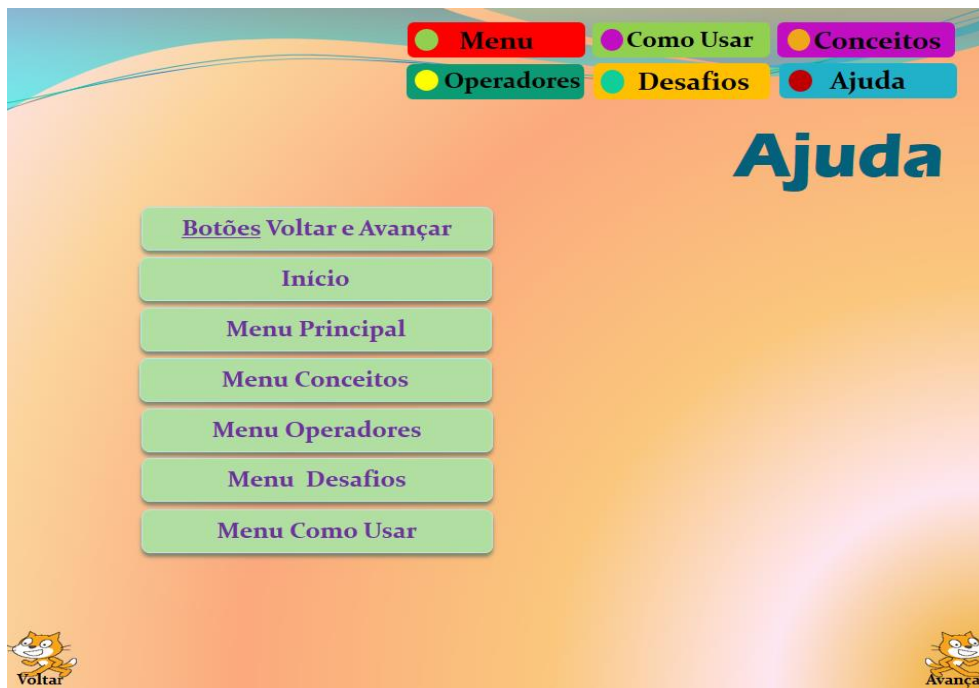 Menu
Como Usar
Conceitos
Operadores
Desafios
Ajuda
Ajuda
Botões Voltar e Avançar
Início
Menu Principal
Menu Conceitos
Menu Operadores
Menu Desafios
Menu Como Usar
Voltar
Avança